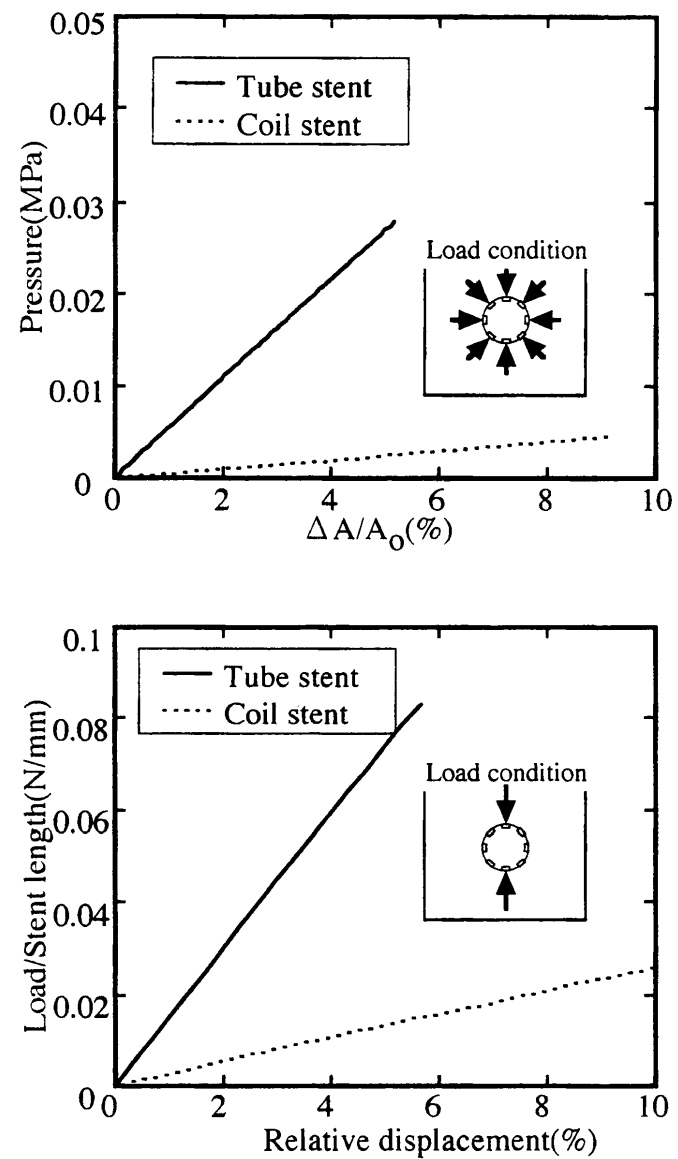 0.05
Tube stent
Coil stent
0.04
0.03
Load condition
0.02
0.01
0
Pressure(MPa)
0 2 4 6 8 10
Δ A/Ao(%)
0.1
Tube stent
Coil stent
0.08
Load condition
0.06
0.04
0.02
0
Load/Stent length(N/mm)
0 2 4 6 8 10
Relative displacement(%)